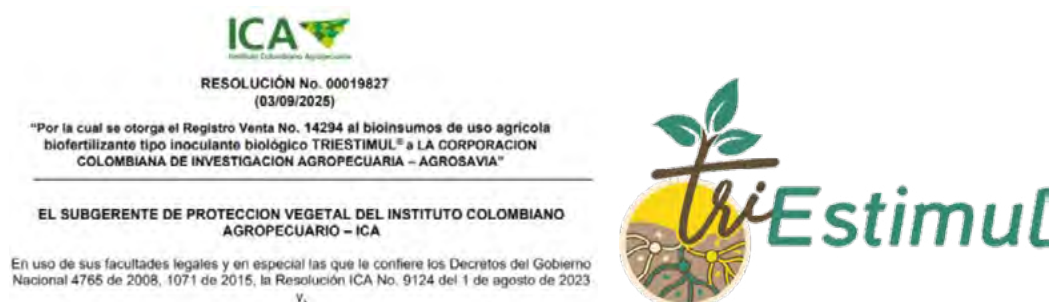 ICA
Instituto Colombiano Agropecuario
RESOLUCIÓN No. 00019827
(03/09/2025)
"Por la cual se otorga el Registro Venta No. 14294 al bioinsumos de uso agrícola
biofertilizante tipo inoculante biológico TRIESTIMUL® a LA CORPORACION
COLOMBIANA DE INVESTIGACION AGROPECUARIA – AGROSAVIA"
EL SUBGERENTE DE PROTECCION VEGETAL DEL INSTITUTO COLOMBIANO
AGROPECUARIO – ICA
En uso de sus facultades legales y en especial las que le confiere los Decretos del Gobierno
Nacional 4765 de 2008, 1071 de 2015, la Resolución ICA No. 9124 del 1 de agosto de 2023
y,
triEstimul